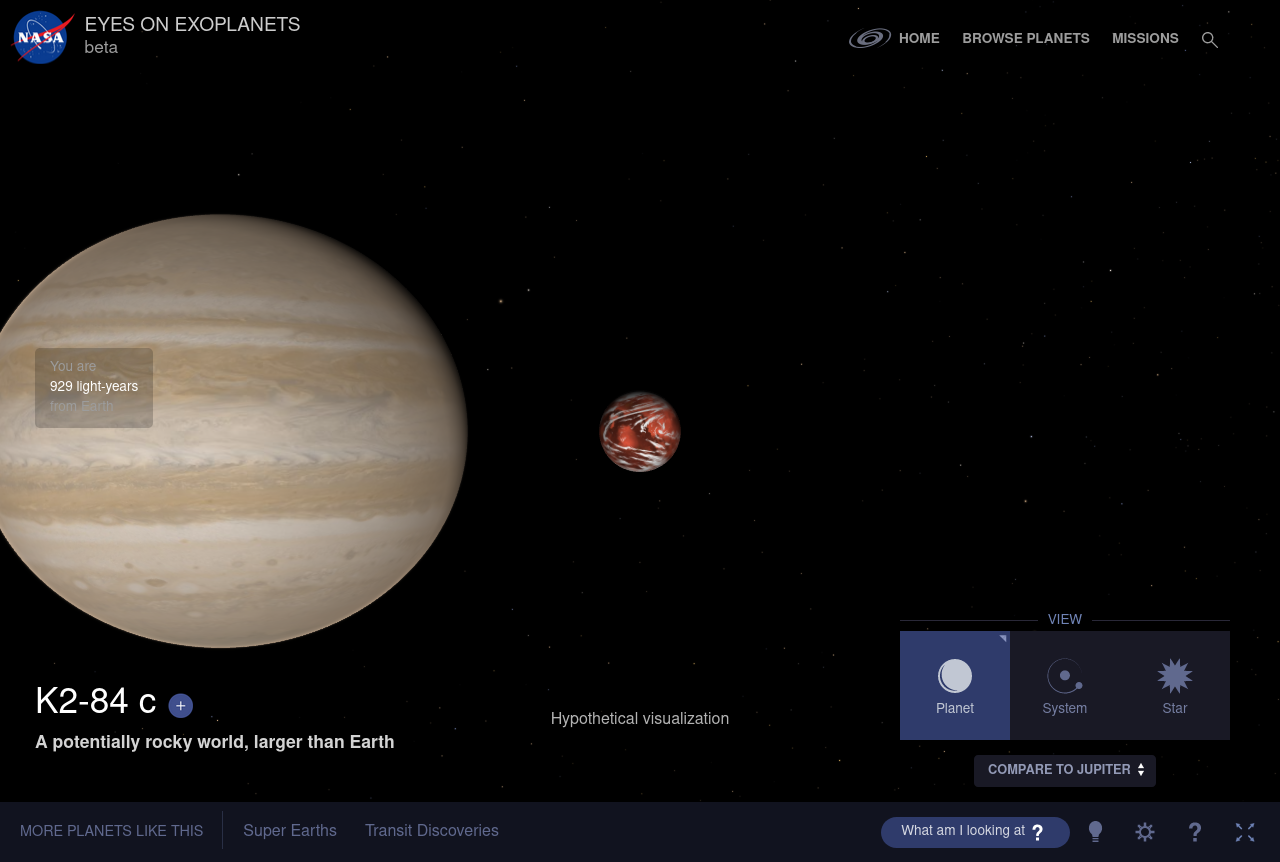 NASA
EYES ON EXOPLANETS
beta
HOME
BROWSE PLANETS
MISSIONS
You are
929 light-years
from Earth
K2-84 c +
A potentially rocky world, larger than Earth
Hypothetical visualization
VIEW
Planet
System
Star
COMPARE TO JUPITER
MORE PLANETS LIKE THIS
Super Earths
Transit Discoveries
What am I looking at ?
?